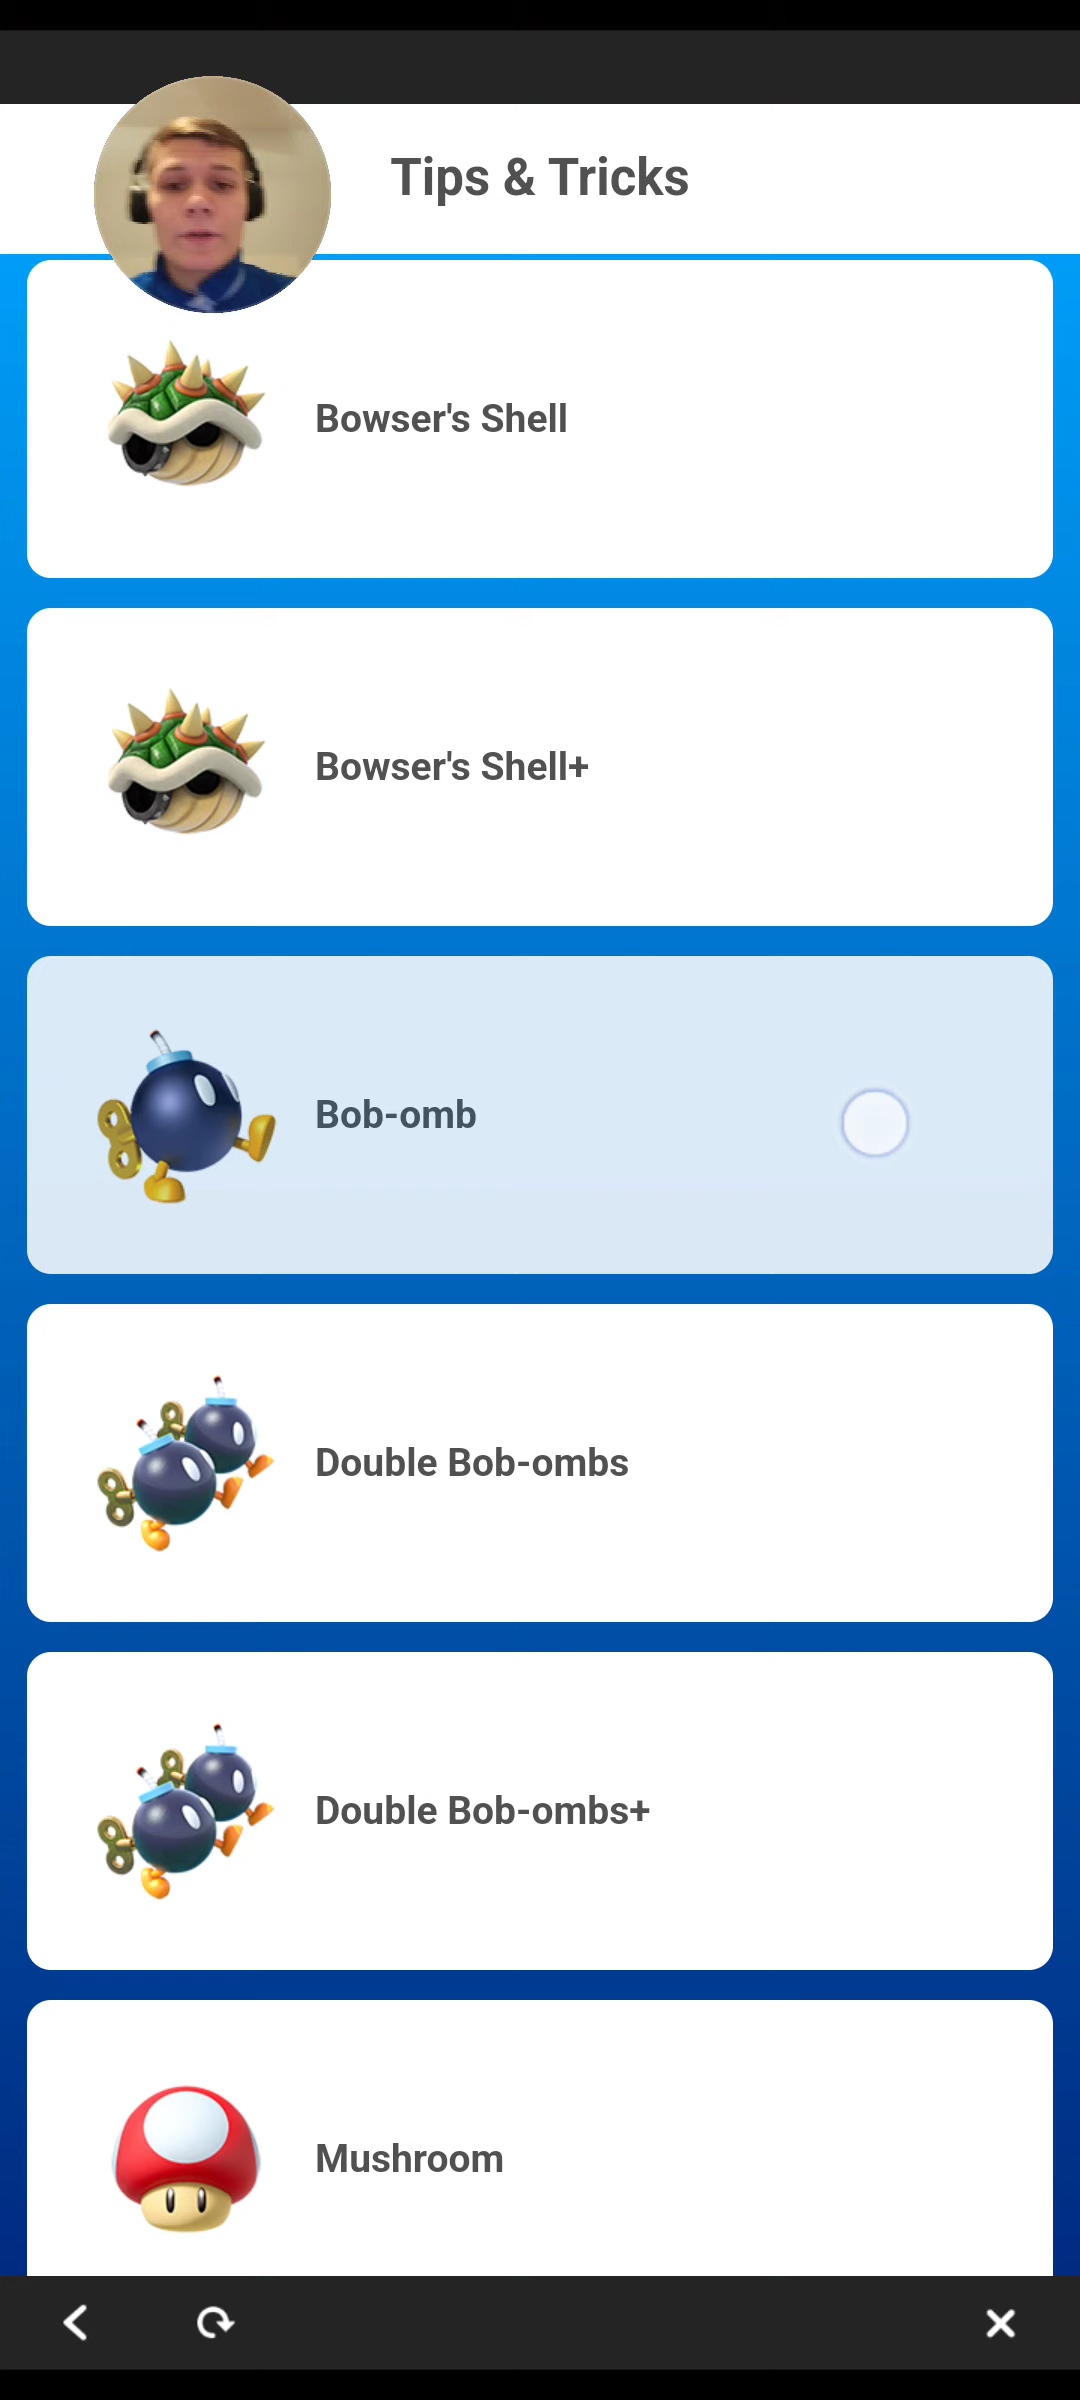 Tips & Tricks
Bowser's Shell
Bowser's Shell+
Bob-omb
Double Bob-ombs
Double Bob-ombs+
Mushroom